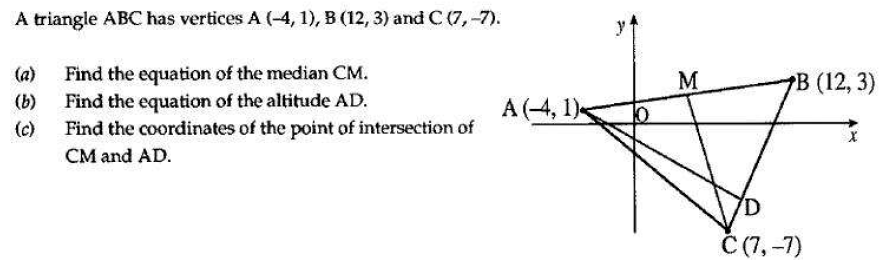 A triangle ABC has vertices A (–4, 1), B (12, 3) and C (7, –7).
(a) Find the equation of the median CM.
(b) Find the equation of the altitude AD.
(c) Find the coordinates of the point of intersection of
CM and AD.
y
M
B (12, 3)
A (–4, 1)
O
x
D
C (7, –7)